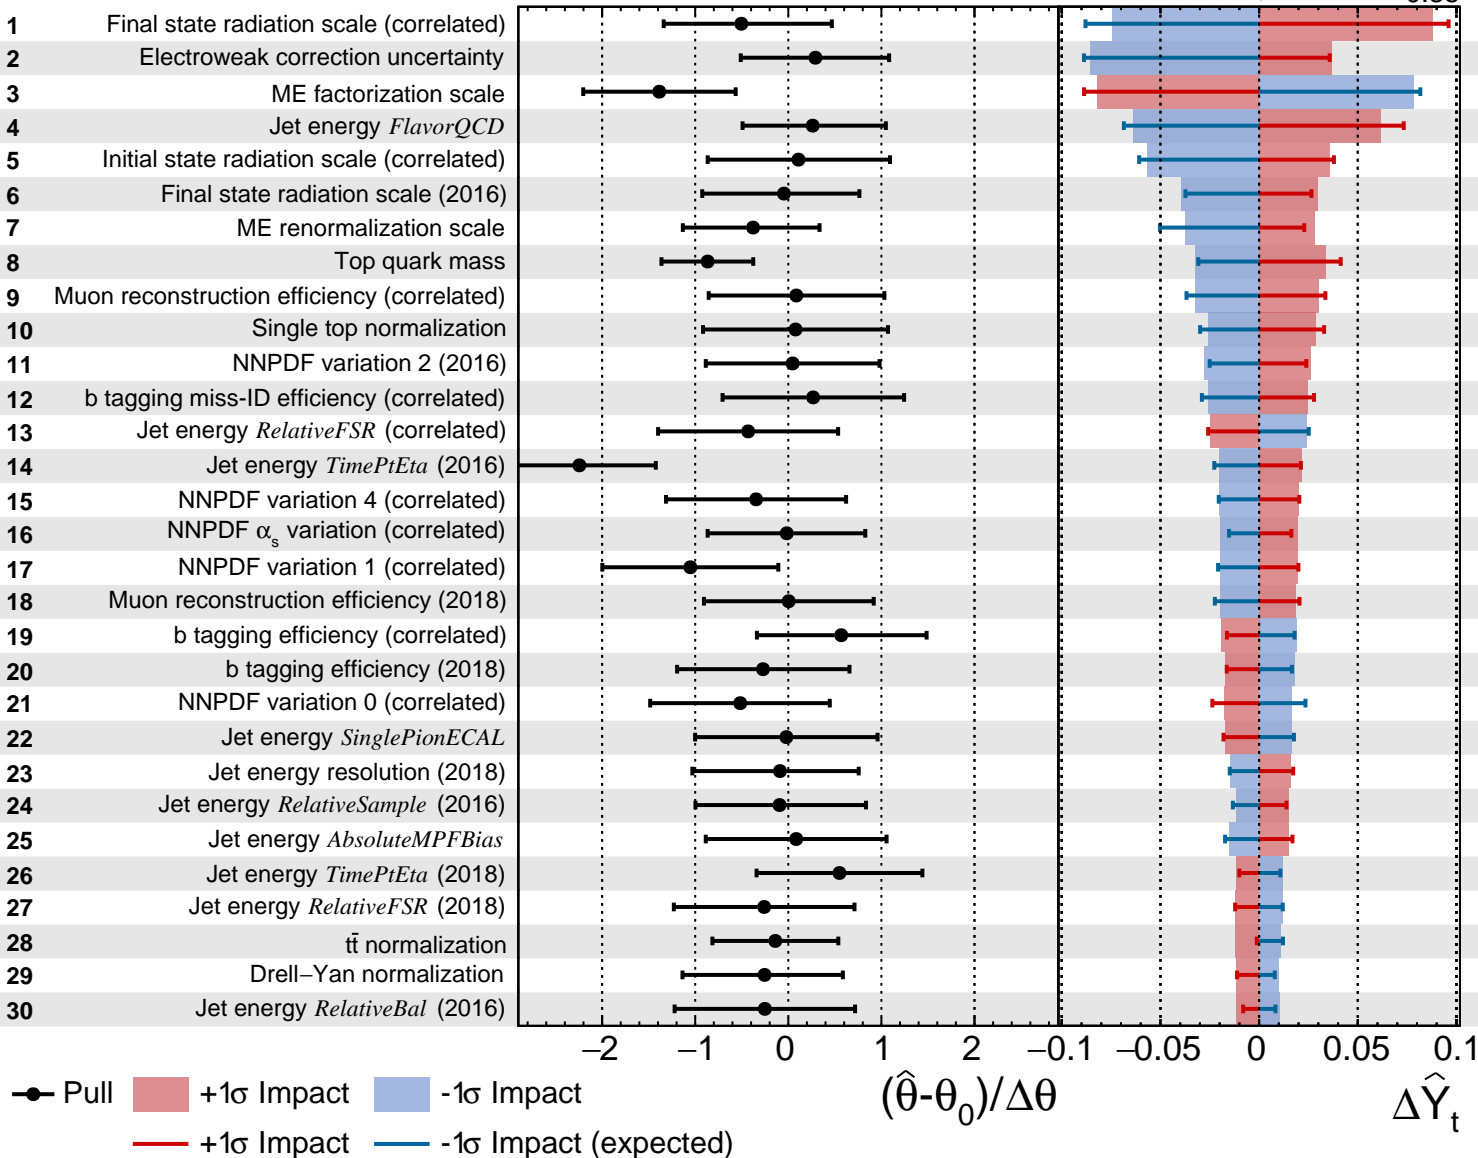 1 Final state radiation scale (correlated)
2 Electroweak correction uncertainty
3 ME factorization scale
4 Jet energy FlavorQCD
5 Initial state radiation scale (correlated)
6 Final state radiation scale (2016)
7 ME renormalization scale
8 Top quark mass
9 Muon reconstruction efficiency (correlated)
10 Single top normalization
11 NNPDF variation 2 (2016)
12 b tagging miss-ID efficiency (correlated)
13 Jet energy RelativeFSR (correlated)
14 Jet energy TimePtEta (2016)
15 NNPDF variation 4 (correlated)
16 NNPDF αs variation (correlated)
17 NNPDF variation 1 (correlated)
18 Muon reconstruction efficiency (2018)
19 b tagging efficiency (correlated)
20 b tagging efficiency (2018)
21 NNPDF variation 0 (correlated)
22 Jet energy SinglePionECAL
23 Jet energy resolution (2018)
24 Jet energy RelativeSample (2016)
25 Jet energy AbsoluteMPFBias
26 Jet energy TimePtEta (2018)
27 Jet energy RelativeFSR (2018)
28 tt̄ normalization
29 Drell−Yan normalization
30 Jet energy RelativeBal (2016)
−2 −1 0 1 2 −0.1 −0.05 0 0.05 0.1
(θ̂-θ0)/Δθ ΔŶt
Pull +1σ Impact -1σ Impact
+1σ Impact -1σ Impact (expected)